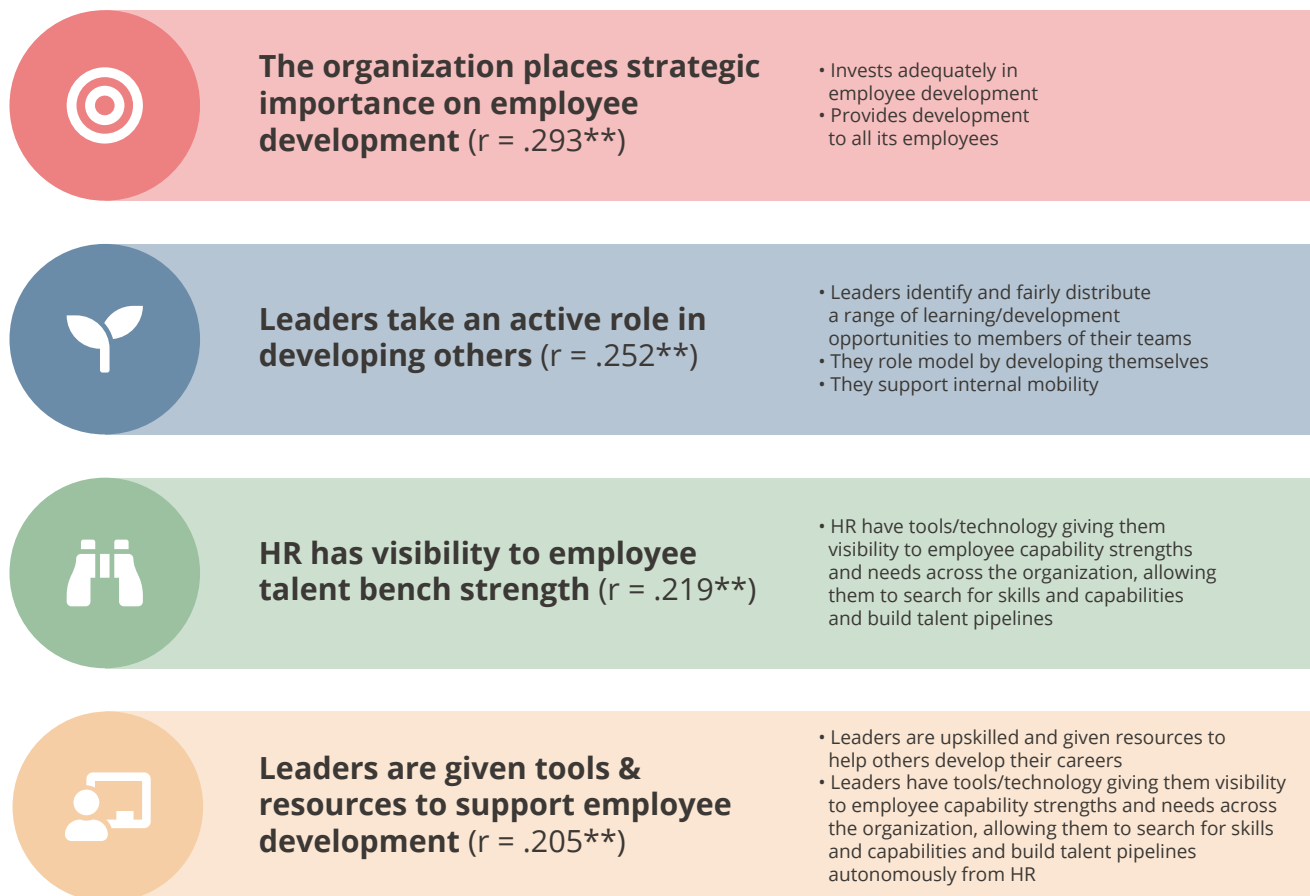 The organization places strategic
importance on employee
development (r = .293**)
• Invests adequately in
employee development
• Provides development
to all its employees
Leaders take an active role in
developing others (r = .252**)
• Leaders identify and fairly distribute
a range of learning/development
opportunities to members of their teams
• They role model by developing themselves
• They support internal mobility
HR has visibility to employee
talent bench strength (r = .219**)
• HR have tools/technology giving them
visibility to employee capability strengths
and needs across the organization, allowing
them to search for skills and capabilities
and build talent pipelines
Leaders are given tools &
resources to support employee
development (r = .205**)
• Leaders are upskilled and given resources to
help others develop their careers
• Leaders have tools/technology giving them visibility
to employee capability strengths and needs across
the organization, allowing them to search for skills
and capabilities and build talent pipelines
autonomously from HR